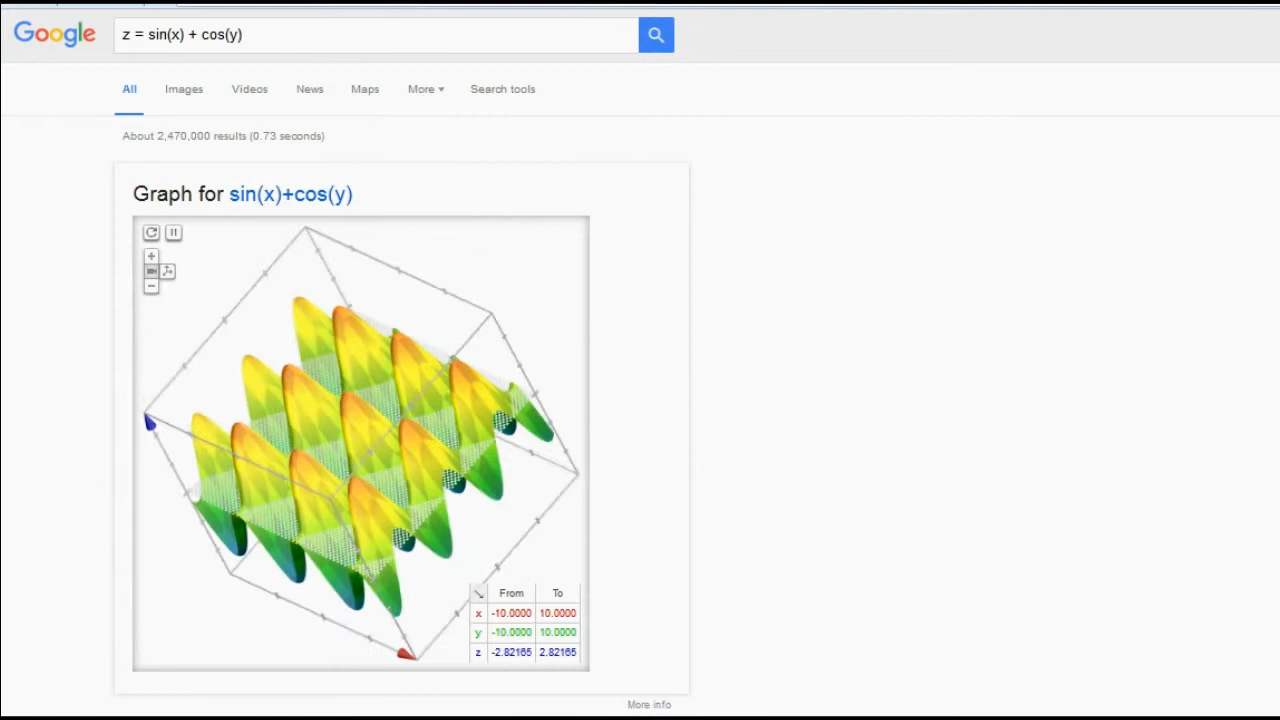 Google
z = sin(x) + cos(y)
All Images Videos News Maps More Search tools
About 2,470,000 results (0.73 seconds)
Graph for sin(x)+cos(y)
From To
x -10.0000 10.0000
y -10.0000 10.0000
z -2.82165 2.82165
More info